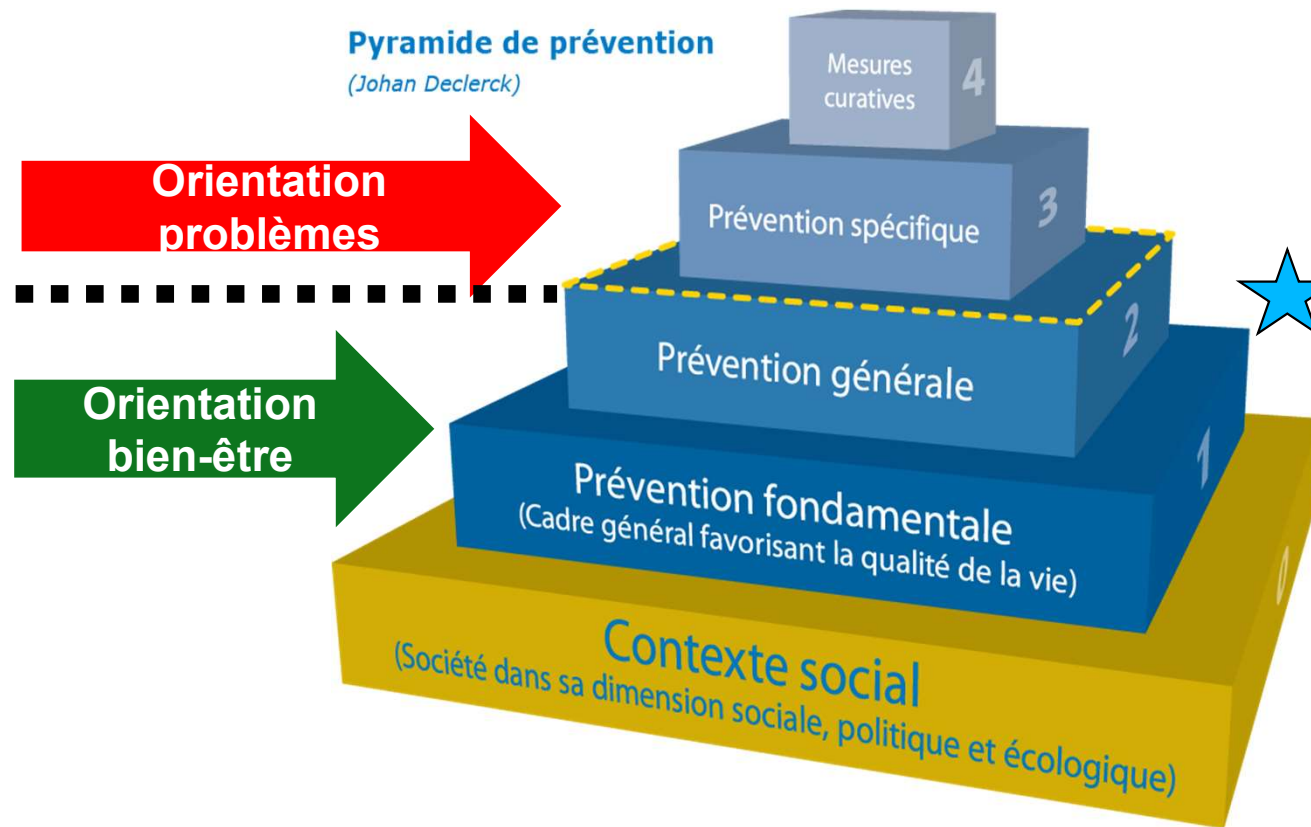 Pyramide de prévention
(Johan Declerck)
Mesures
curatives
4
Orientation
problèmes
Prévention spécifique
3
Prévention générale
2
Orientation
bien-être
Prévention fondamentale
(Cadre général favorisant la qualité de la vie)
1
Contexte social
(Société dans sa dimension sociale, politique et écologique)
0